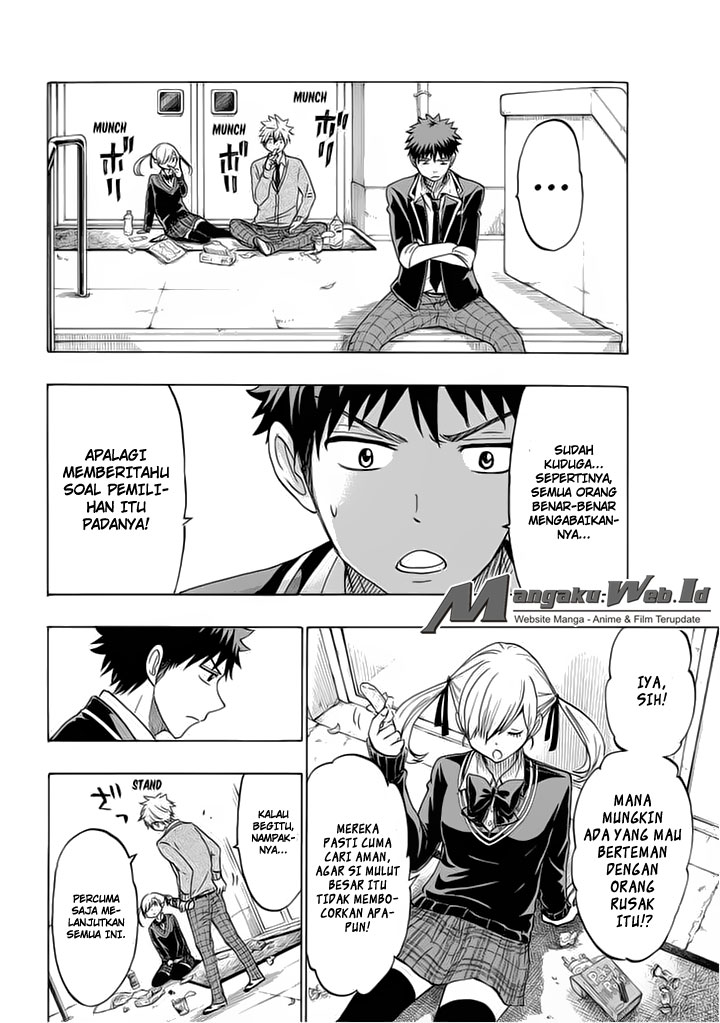 MUNCH
ボリ
MUNCH
ボリ
MUNCH
ボリ
...
SUDAH
KUDUGA...
SEPERTINYA,
SEMUA ORANG
BENAR-BENAR
MENGABAIKAN-
NYA...
APALAGI
MEMBERITAHU
SOAL PEMILI-
HAN ITU
PADANYA!
Mangaku.Web.Id
Website Manga - Anime & Film Terupdate
IYA,
SIH!
MANA
MUNGKIN
ADA YANG MAU
BERTEMAN
DENGAN
ORANG
RUSAK
ITU!?
MEREKA
PASTI CUMA
CARI AMAN,
AGAR SI MULUT
BESAR ITU
TIDAK MEMBO-
CORKAN APA-
PUN!
STAND
KALAU
BEGITU,
NAMPAK-
NYA...
PERCUMA
SAJA ME-
LANJUTKAN
SEMUA INI.